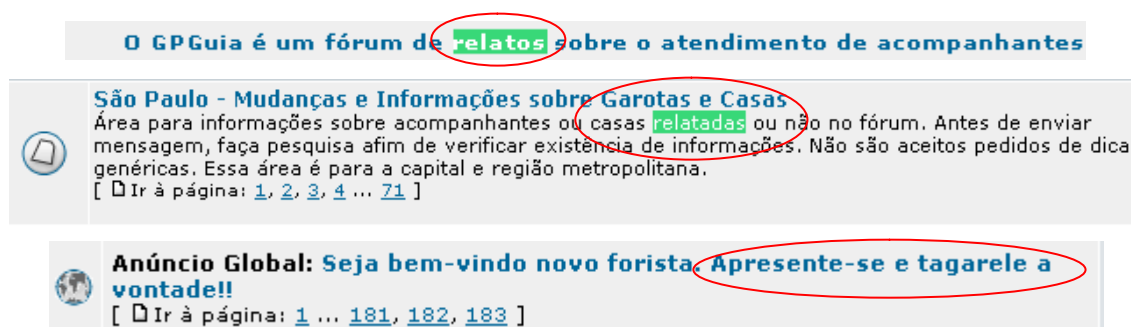 O GPGuia é um fórum de relatos sobre o atendimento de acompanhantes
São Paulo - Mudanças e Informações sobre Garotas e Casas
Área para informações sobre acompanhantes ou casas relatadas ou não no fórum. Antes de enviar
mensagem, faça pesquisa afim de verificar existência de informações. Não são aceitos pedidos de dica
genéricas. Essa área é para a capital e região metropolitana.
[ Ir à página: 1, 2, 3, 4 ... 71 ]
Anúncio Global: Seja bem-vindo novo forista. Apresente-se e tagarele a
vontade!!
[ Ir à página: 1 ... 181, 182, 183 ]